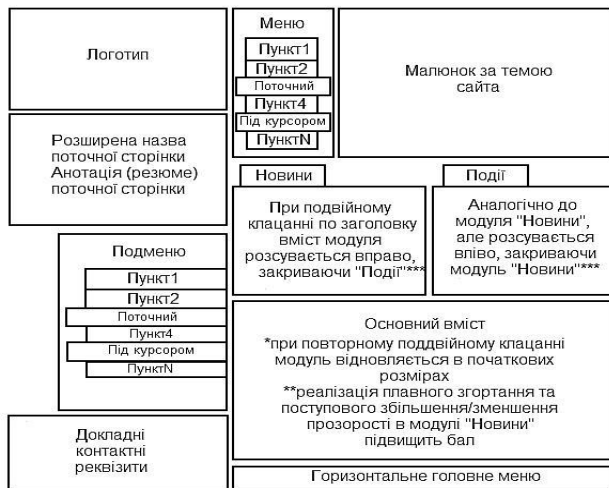 Логотип
Меню
Пункт1
Пункт2
Поточний
Пункт4
Під курсором
ПунктN
Малюнок за темою
сайта
Розширена назва
поточної сторінки
Анотація (резюме)
поточної сторінки
Новини
При подвійному
клацанні по заголовку
вміст модуля
розсувається вправо,
закриваючи "Події"***
Події
Аналогічно до
модуля "Новини",
але розсувається
вліво, закриваючи
модуль "Новини"***
Подменю
Пункт1
Пункт2
Поточний
Пункт4
Під курсором
ПунктN
Основний вміст
*при повторному поддвійному клацанні
модуль відновляється в початкових
розмірах
**реалізація плавного згортання та
поступового збільшення/зменшення
прозорості в модулі "Новини"
підвищить бал
Докладні
контактні
реквізити
Горизонтальне головне меню